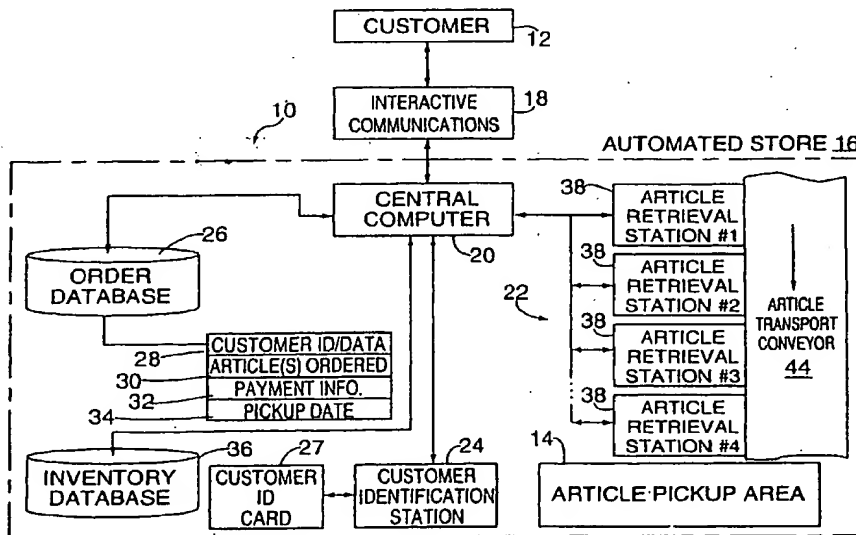 CUSTOMER
12
INTERACTIVE
COMMUNICATIONS
18
10
AUTOMATED STORE 16
CENTRAL
COMPUTER
20
26
ORDER
DATABASE
28
30
32
34
CUSTOMER ID/DATA
ARTICLE(S) ORDERED
PAYMENT INFO.
PICKUP DATE
36
INVENTORY
DATABASE
27
CUSTOMER
ID
CARD
24
CUSTOMER
IDENTIFICATION
STATION
22
38
ARTICLE
RETRIEVAL
STATION #1
38
ARTICLE
RETRIEVAL
STATION #2
38
ARTICLE
RETRIEVAL
STATION #3
38
ARTICLE
RETRIEVAL
STATION #4
ARTICLE
TRANSPORT
CONVEYOR
44
14
ARTICLE PICKUP AREA